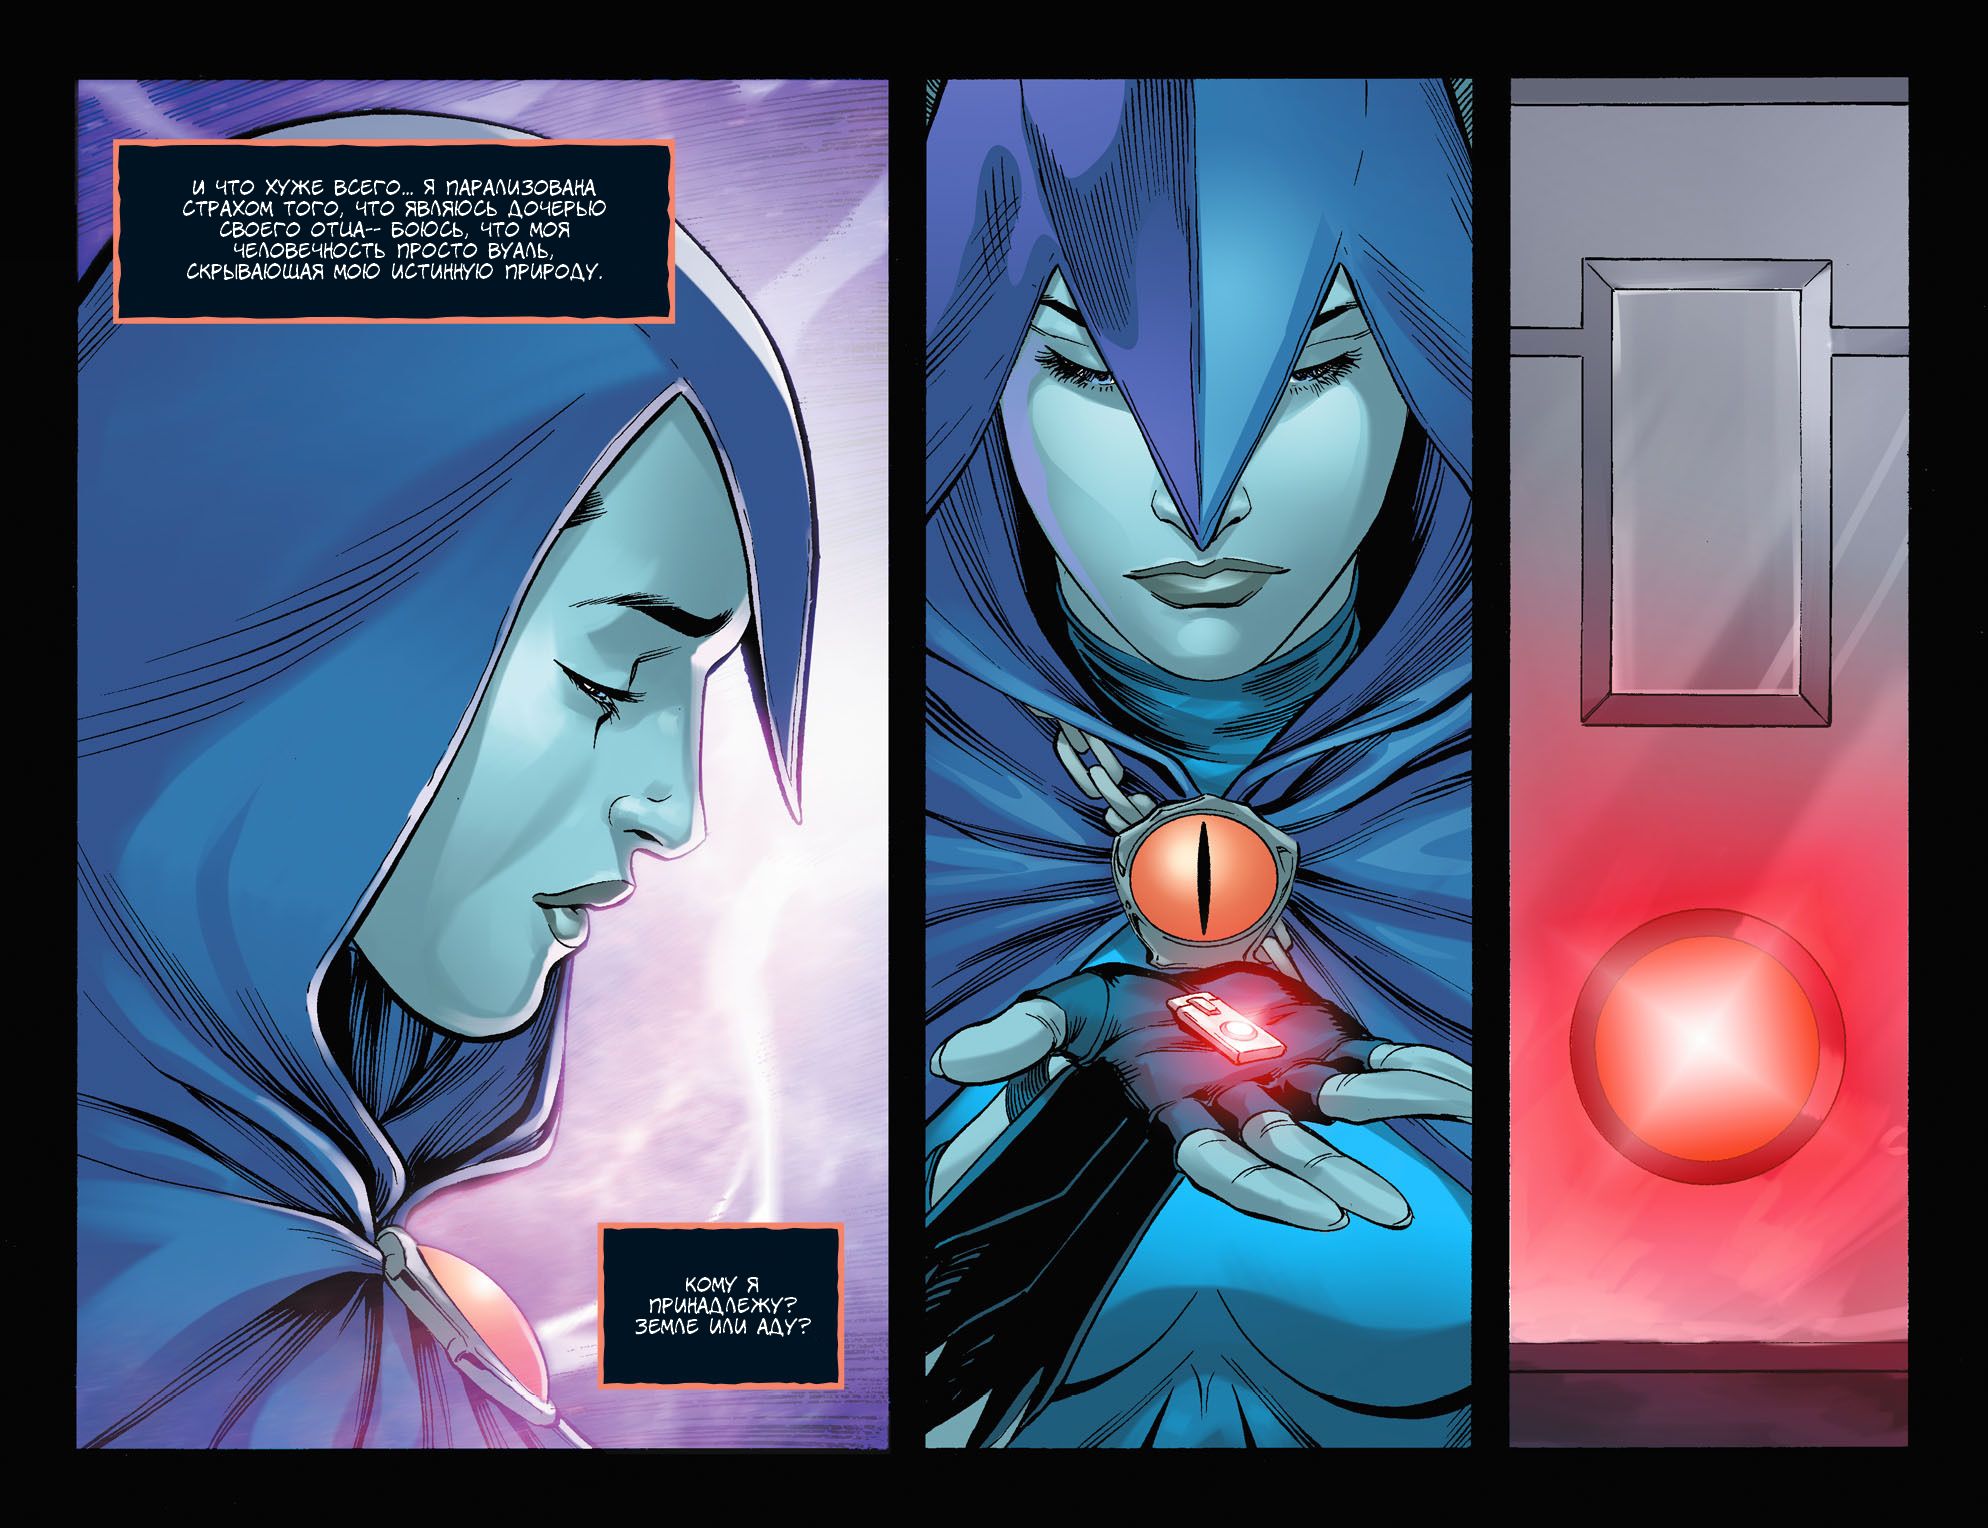 И ЧТО ХУЖЕ ВСЕГО... Я ПАРАЛИЗОВАНА
СТРАХОМ ТОГО, ЧТО ЯВЛЯЮСЬ ДОЧЕРЬЮ
СВОЕГО ОТЦА-- БОЮСЬ, ЧТО МОЯ
ЧЕЛОВЕЧНОСТЬ ПРОСТО ВУАЛЬ,
СКРЫВАЮЩАЯ МОЮ ИСТИННУЮ ПРИРОДУ.
КОМУ Я
ПРИНАДЛЕЖУ?
ЗЕМЛЕ ИЛИ АДУ?